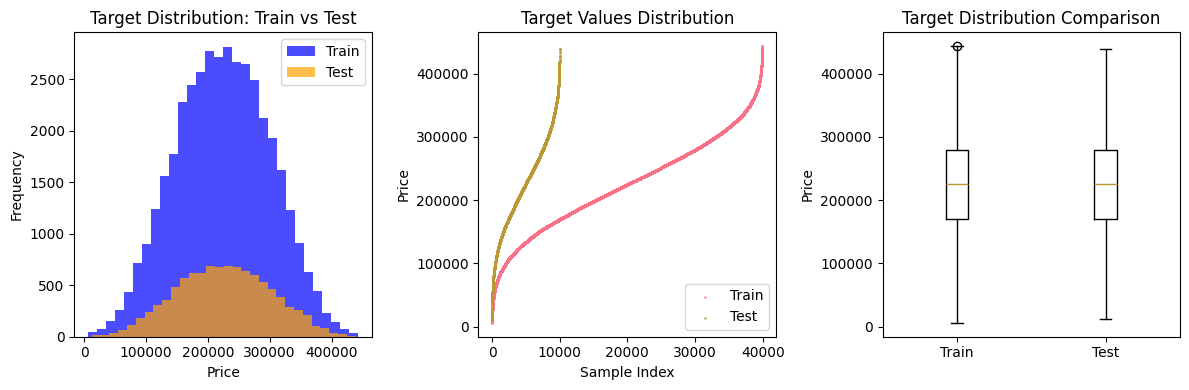 Target Distribution: Train vs Test
Train
Test
Frequency
2500
2000
1500
1000
500
0
0 100000 200000 300000 400000
Price
Target Values Distribution
Price
400000
300000
200000
100000
0
Train
Test
0 10000 20000 30000 40000
Sample Index
Target Distribution Comparison
Price
400000
300000
200000
100000
0
Train Test